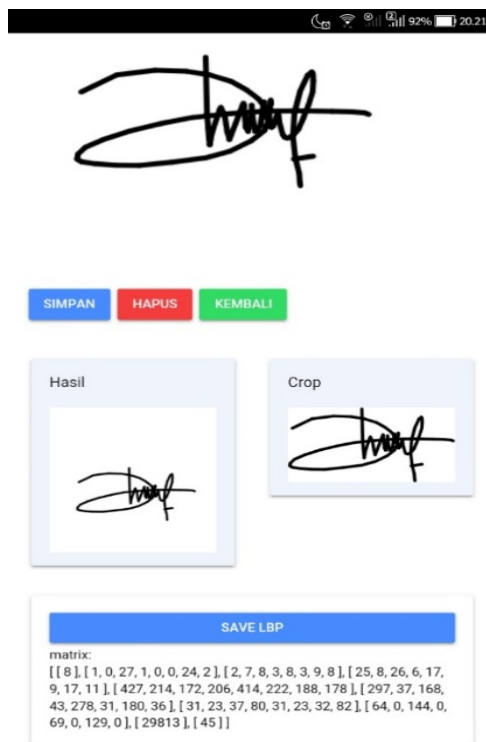 92% 20.21
SIMPAN HAPUS KEMBALI
Hasil Crop
SAVE LBP
matrix:
[ [ 8 ], [ 1, 0, 27, 1, 0, 0, 24, 2 ], [ 2, 7, 8, 3, 8, 3, 9, 8 ], [ 25, 8, 26, 6, 17,
9, 17, 11 ], [ 427, 214, 172, 206, 414, 222, 188, 178 ], [ 297, 37, 168,
43, 278, 31, 180, 36 ], [ 31, 23, 37, 80, 31, 23, 32, 82 ], [ 64, 0, 144, 0,
69, 0, 129, 0 ], [ 29813 ], [ 45 ] ]